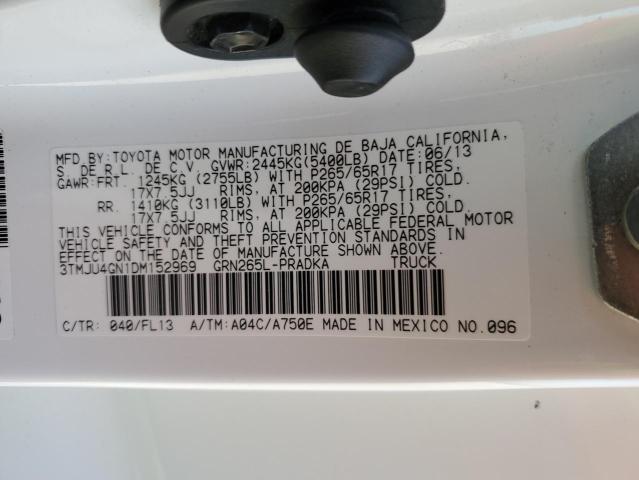 MFD.BY:TOYOTA MOTOR MANUFACTURING DE BAJA CALIFORNIA,
S. DE R.L. DE C.V. GVWR:2445KG(5400LB) DATE:06/13
GAWR:FRT. 1245KG (2755LB) WITH P265/65R17 TIRES,
17X7.5JJ RIMS, AT 200KPA (29PSI) COLD.
RR. 1410KG (3110LB) WITH P265/65R17 TIRES,
17X7.5JJ RIMS, AT 200KPA (29PSI) COLD.
THIS VEHICLE CONFORMS TO ALL APPLICABLE FEDERAL MOTOR
VEHICLE SAFETY AND THEFT PREVENTION STANDARDS IN
EFFECT ON THE DATE OF MANUFACTURE SHOWN ABOVE.
3TMJU4GN1DM152969 GRN265L-PRADKA TRUCK
C/TR: 040/FL13 A/TM:A04C/A750E MADE IN MEXICO NO.096